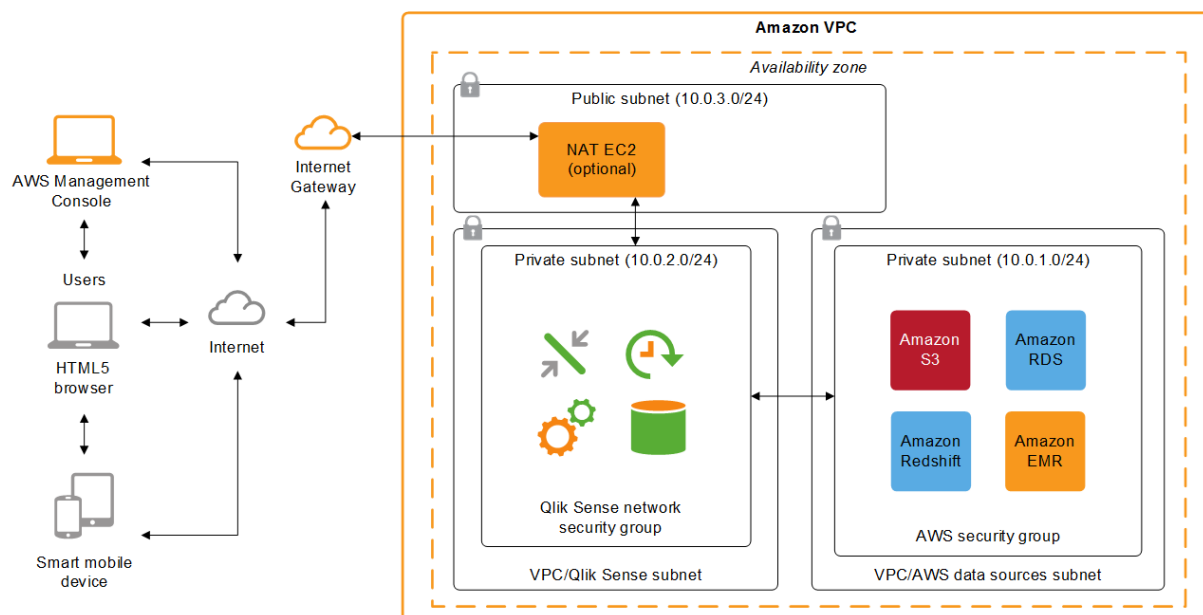 Amazon VPC
Availability zone
Public subnet (10.0.3.0/24)
NAT EC2
(optional)
Internet
Gateway
AWS Management
Console
Users
HTML5
browser
Internet
Smart mobile
device
Private subnet (10.0.2.0/24)
Qlik Sense network
security group
VPC/Qlik Sense subnet
Private subnet (10.0.1.0/24)
Amazon
S3
Amazon
RDS
Amazon
Redshift
Amazon
EMR
AWS security group
VPC/AWS data sources subnet